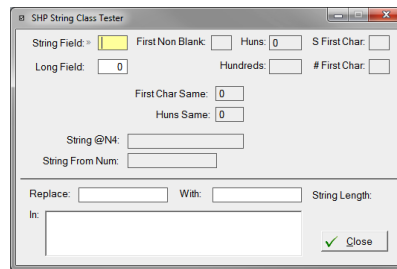 SHP String Class Tester
String Field: » First Non Blank: Huns: 0 S First Char:
Long Field: 0 Hundreds: # First Char:
First Char Same: 0
Huns Same: 0
String @N4:
String From Num:
Replace: With: String Length:
In:
Close